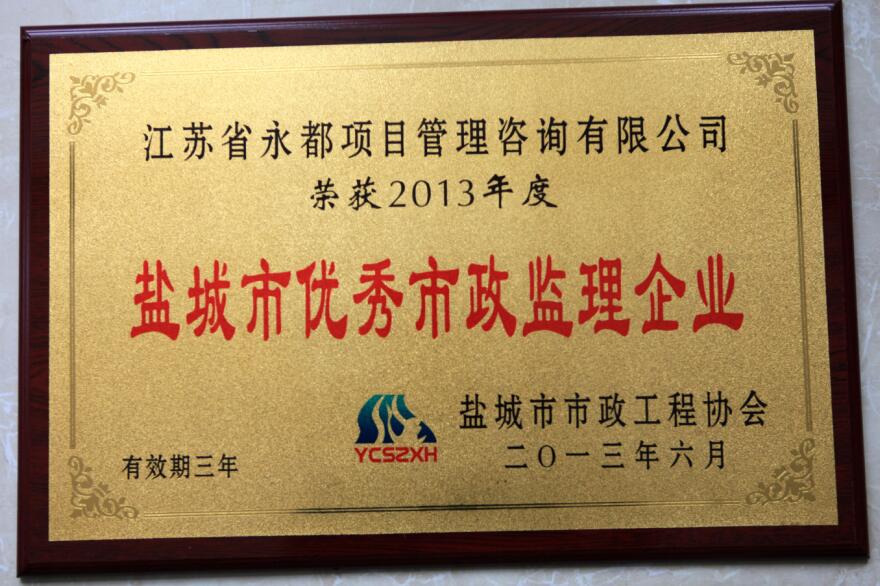 江苏省永都项目管理咨询有限公司
荣获2013年度
盐城市优秀市政监理企业
盐城市市政工程协会
YCSZXH
二〇一三年六月
有效期三年